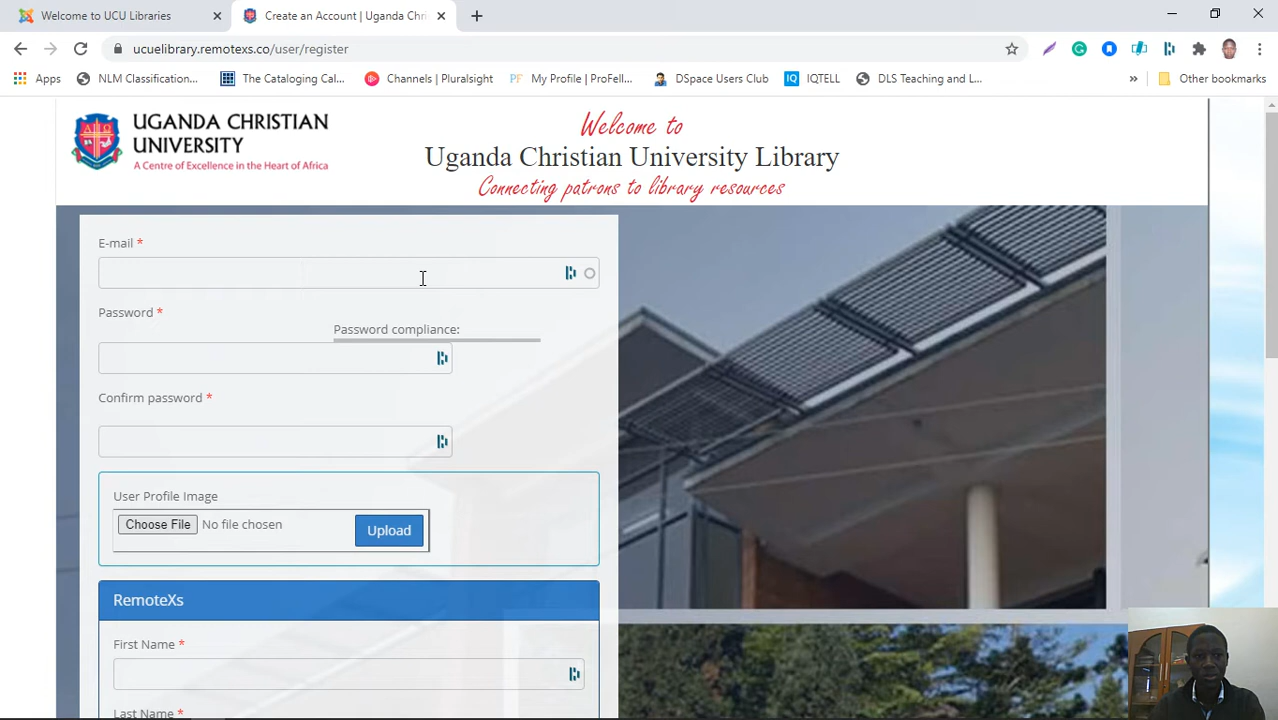 Welcome to UCU Libraries
Create an Account | Uganda Chri
ucuelibrary.remotexs.co/user/register
Apps
NLM Classification...
The Cataloging Cal...
Channels | Pluralsight
PF My Profile | ProFell...
DSpace Users Club
IQ IQTELL
DLS Teaching and L...
» Other bookmarks
UGANDA CHRISTIAN
UNIVERSITY
A Centre of Excellence in the Heart of Africa
Welcome to
Uganda Christian University Library
Connecting patrons to library resources
E-mail *
Password *
Password compliance:
Confirm password *
User Profile Image
Choose File No file chosen
Upload
RemoteXs
First Name *
Last Name *